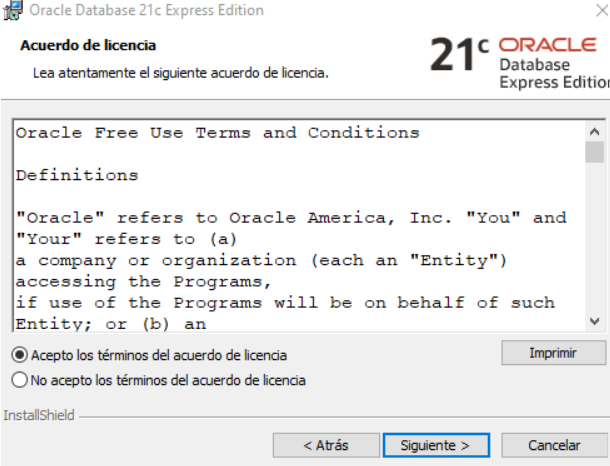 Oracle Database 21c Express Edition
Acuerdo de licencia
Lea atentamente el siguiente acuerdo de licencia.
21c ORACLE
Database
Express Edition
Oracle Free Use Terms and Conditions
Definitions
"Oracle" refers to Oracle America, Inc. "You" and
"Your" refers to (a)
a company or organization (each an "Entity")
accessing the Programs,
if use of the Programs will be on behalf of such
Entity; or (b) an
Acepto los términos del acuerdo de licencia
Imprimir
No acepto los términos del acuerdo de licencia
InstallShield
< Atrás
Siguiente >
Cancelar